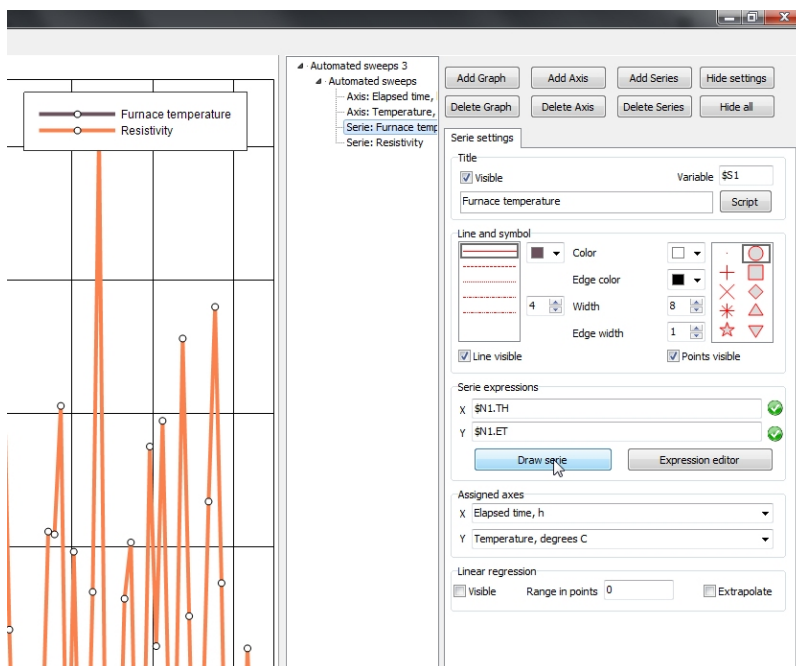 Furnace temperature
Resistivity
Automated sweeps 3
Automated sweeps
Axis: Elapsed time,
Axis: Temperature,
Serie: Furnace temp
Serie: Resistivity
Add Graph Add Axis Add Series Hide settings
Delete Graph Delete Axis Delete Series Hide all
Serie settings
Title
Visible Variable $S1
Furnace temperature Script
Line and symbol
Color
Edge color
4 Width 8
Edge width 1
Line visible Points visible
Serie expressions
X $N1.TH
Y $N1.ET
Draw serie Expression editor
Assigned axes
X Elapsed time, h
Y Temperature, degrees C
Linear regression
Visible Range in points 0 Extrapolate